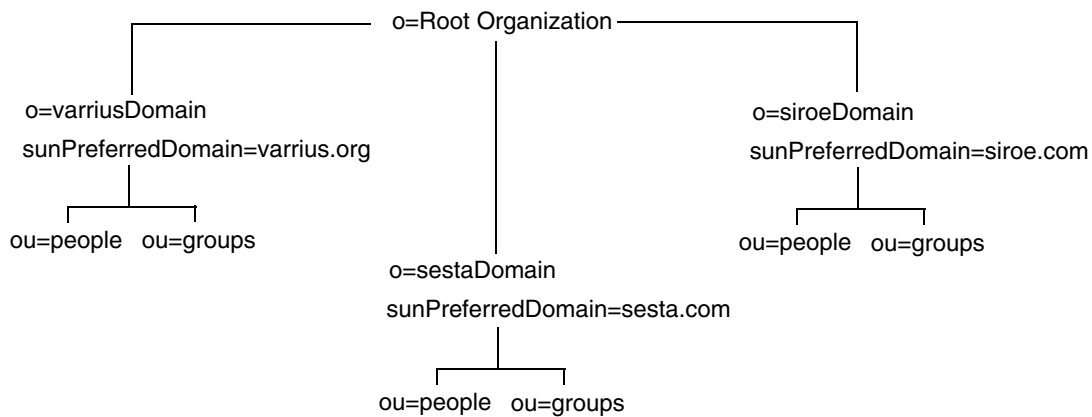 o=Root Organization
o=varriusDomain
sunPreferredDomain=varrius.org
ou=people
ou=groups
o=siroeDomain
sunPreferredDomain=siroe.com
ou=people
ou=groups
o=sestaDomain
sunPreferredDomain=sesta.com
ou=people
ou=groups